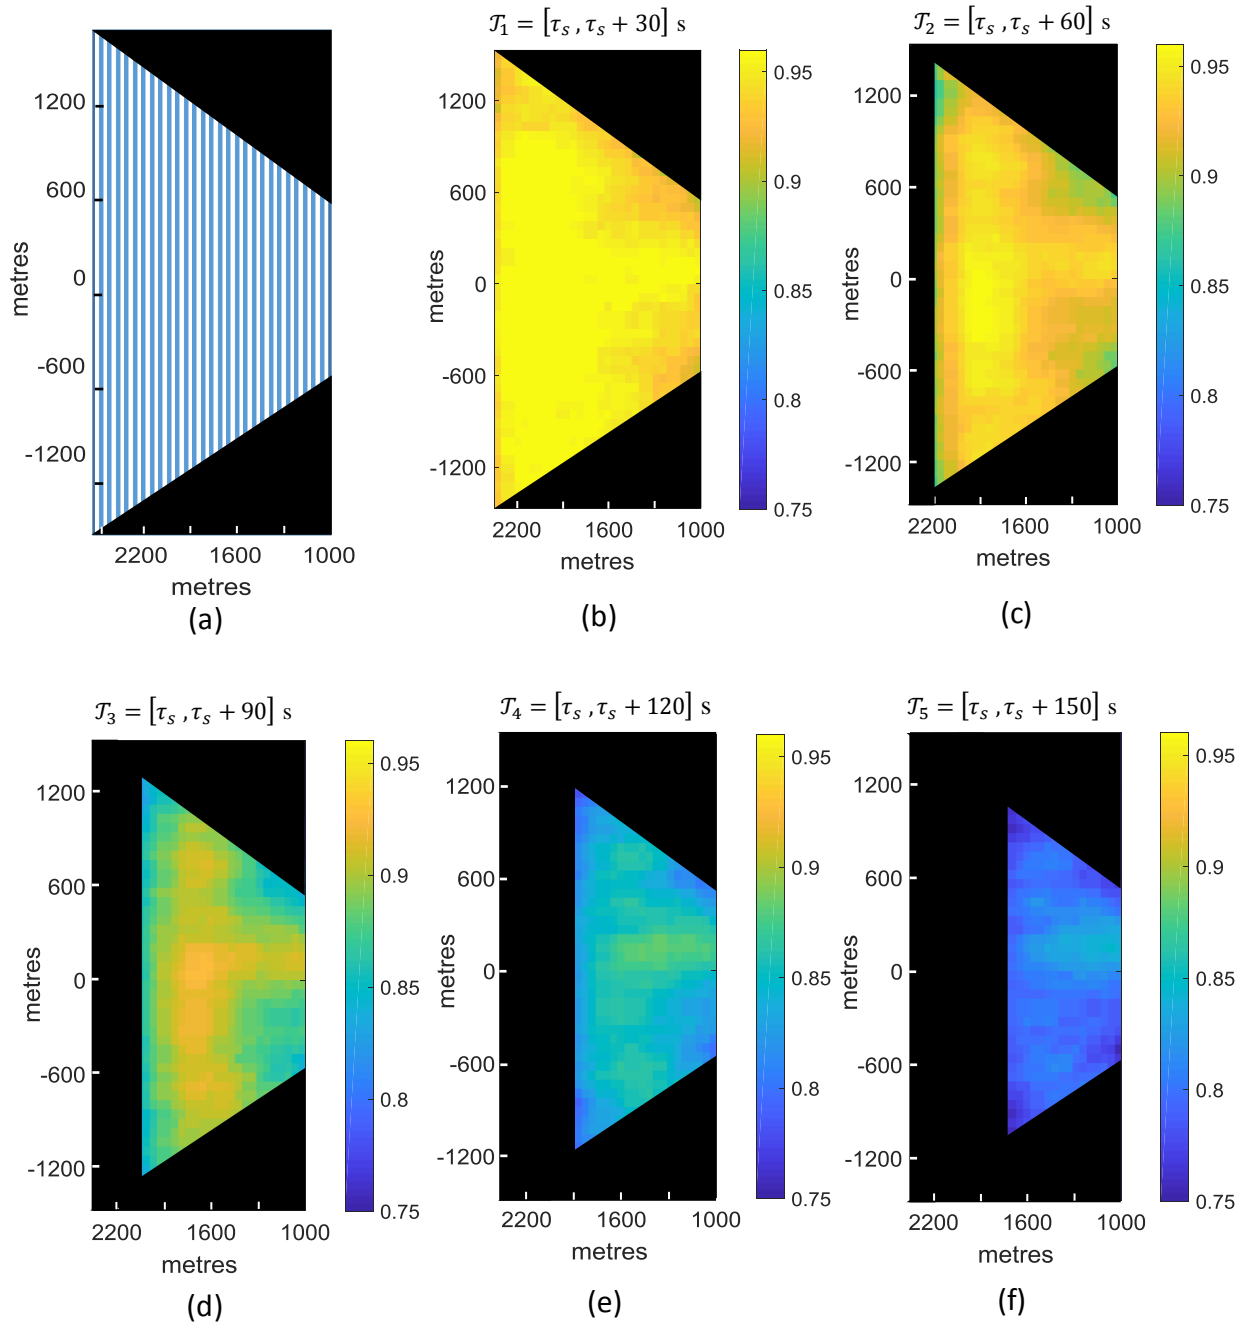 𝒯₁ = [τₛ , τₛ + 30] s
𝒯₂ = [τₛ , τₛ + 60] s
1200
600
0
-600
-1200
metres
2200 1600 1000
metres
(a)
1200
600
0
-600
-1200
metres
2200 1600 1000
metres
0.95
0.9
0.85
0.8
0.75
(b)
1200
600
0
-600
-1200
metres
2200 1600 1000
metres
0.95
0.9
0.85
0.8
0.75
(c)
𝒯₃ = [τₛ , τₛ + 90] s
𝒯₄ = [τₛ , τₛ + 120] s
𝒯₅ = [τₛ , τₛ + 150] s
1200
600
0
-600
-1200
metres
2200 1600 1000
metres
0.95
0.9
0.85
0.8
0.75
(d)
1200
600
0
-600
-1200
metres
2200 1600 1000
metres
0.95
0.9
0.85
0.8
0.75
(e)
1200
600
0
-600
-1200
metres
2200 1600 1000
metres
0.95
0.9
0.85
0.8
0.75
(f)